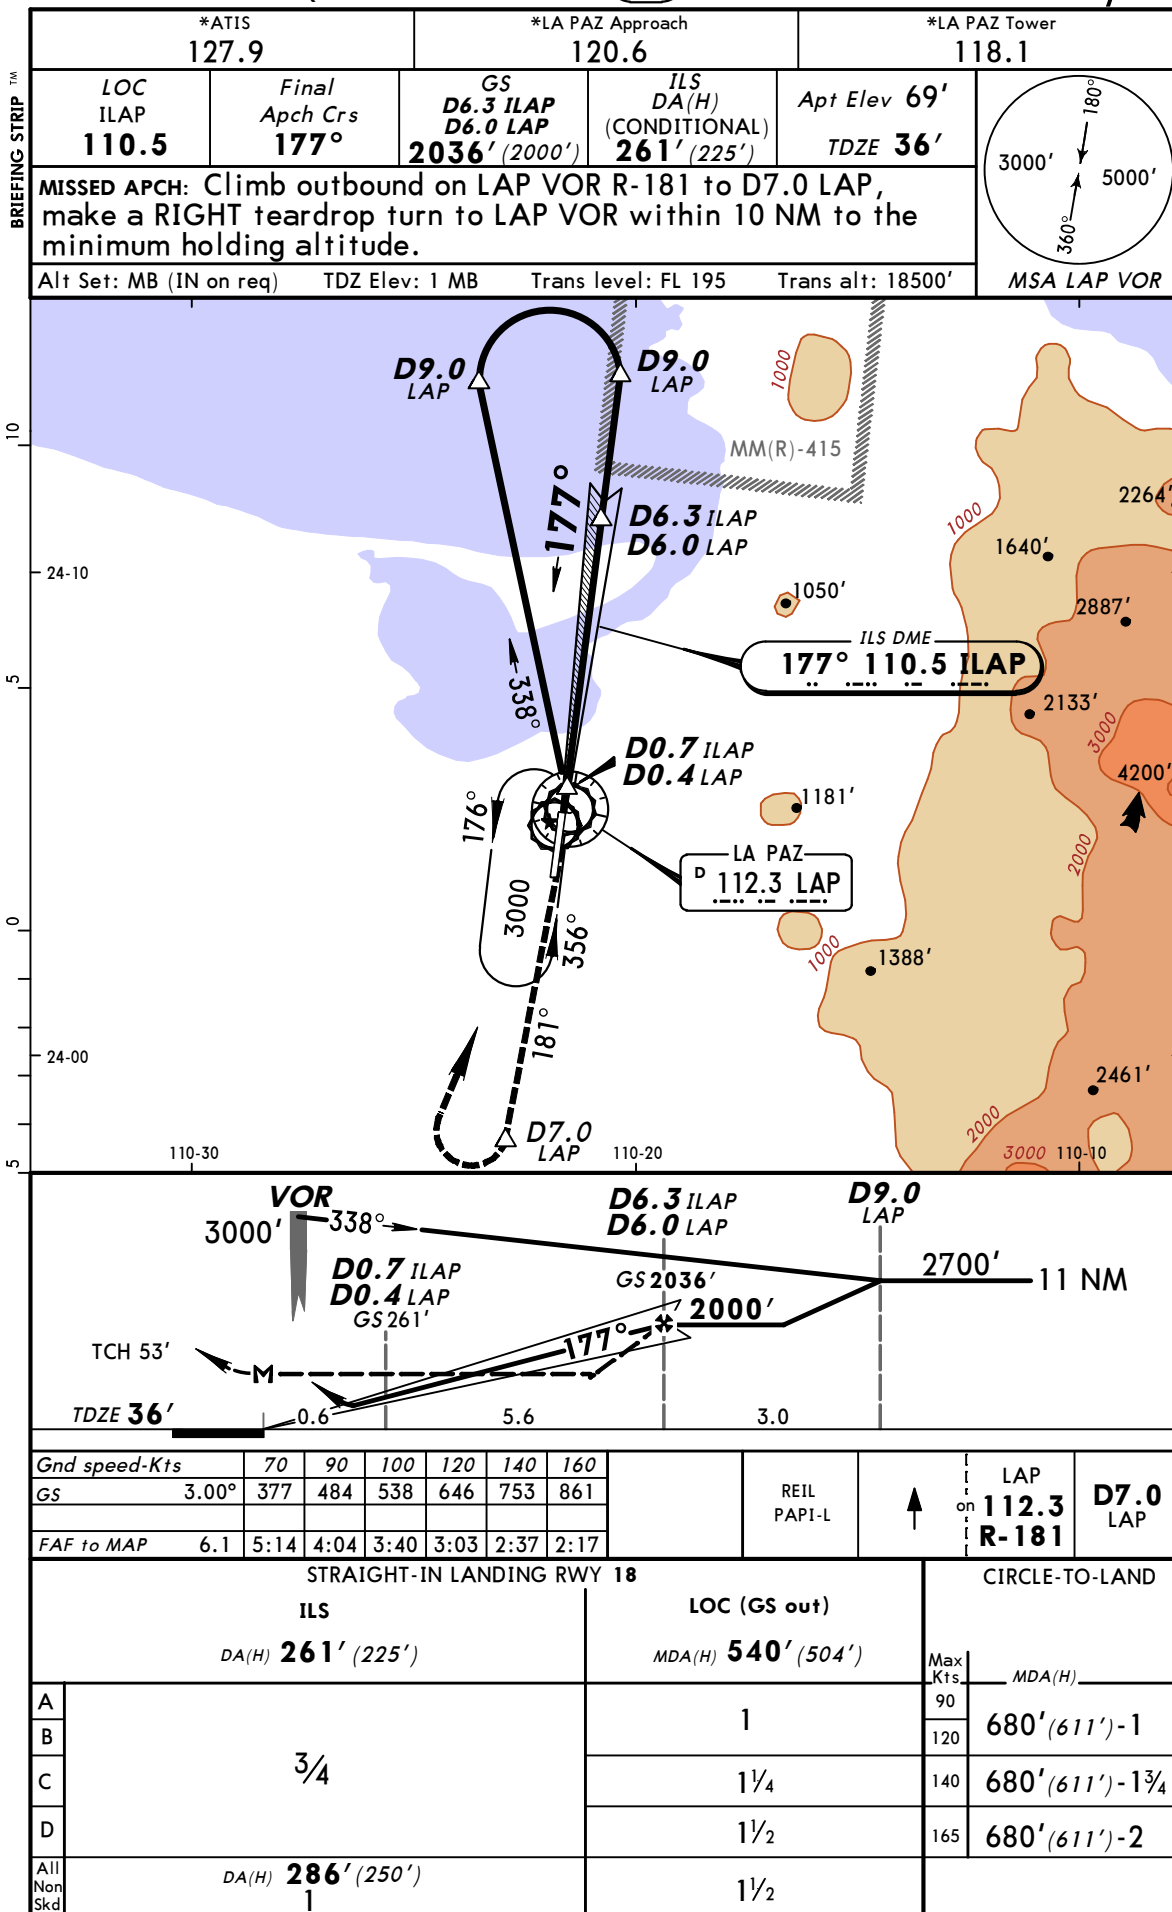 *ATIS
127.9
*LA PAZ Approach
120.6
*LA PAZ Tower
118.1
BRIEFING STRIP ™
LOC
ILAP
110.5
Final
Apch Crs
177°
GS
D6.3 ILAP
D6.0 LAP
2036' (2000')
ILS
DA(H)
(CONDITIONAL)
261' (225')
Apt Elev 69'
TDZE 36'
MISSED APCH: Climb outbound on LAP VOR R-181 to D7.0 LAP,
make a RIGHT teardrop turn to LAP VOR within 10 NM to the
minimum holding altitude.
Alt Set: MB (IN on req) TDZ Elev: 1 MB Trans level: FL 195 Trans alt: 18500'
180°
3000'
5000'
360°
MSA LAP VOR
D9.0
LAP
D9.0
LAP
1000
MM(R)-415
10
177°
D6.3 ILAP
D6.0 LAP
2264'
1000
1640'
24-10
1050'
2887'
ILS DME
177° 110.5 ILAP
5
338°
2133'
3000
D0.7 ILAP
D0.4 LAP
4200'
176°
1181'
LA PAZ
D 112.3 LAP
2000
3000
0
356°
1000
1388'
181°
24-00
2461'
2000
D7.0
LAP
5
110-30
110-20
3000
110-10
VOR
3000'
338°
D6.3 ILAP
D6.0 LAP
D9.0
LAP
2700'
11 NM
D0.7 ILAP
D0.4 LAP
GS 261'
GS 2036'
2000'
177°
TCH 53'
M
TDZE 36'
0.6
5.6
3.0
Gnd speed-Kts 70 90 100 120 140 160
GS 3.00° 377 484 538 646 753 861
FAF to MAP 6.1 5:14 4:04 3:40 3:03 2:37 2:17
REIL
PAPI-L
on
LAP
112.3
R-181
D7.0
LAP
STRAIGHT-IN LANDING RWY 18
CIRCLE-TO-LAND
ILS
LOC (GS out)
DA(H) 261' (225')
MDA(H) 540' (504')
Max
Kts
MDA(H)
A
B
C
D
3/4
1
1 1/4
1 1/2
90
120
680' (611') - 1
140
680' (611') - 1 3/4
165
680' (611') - 2
All
Non
Skd
DA(H) 286' (250')
1
1 1/2